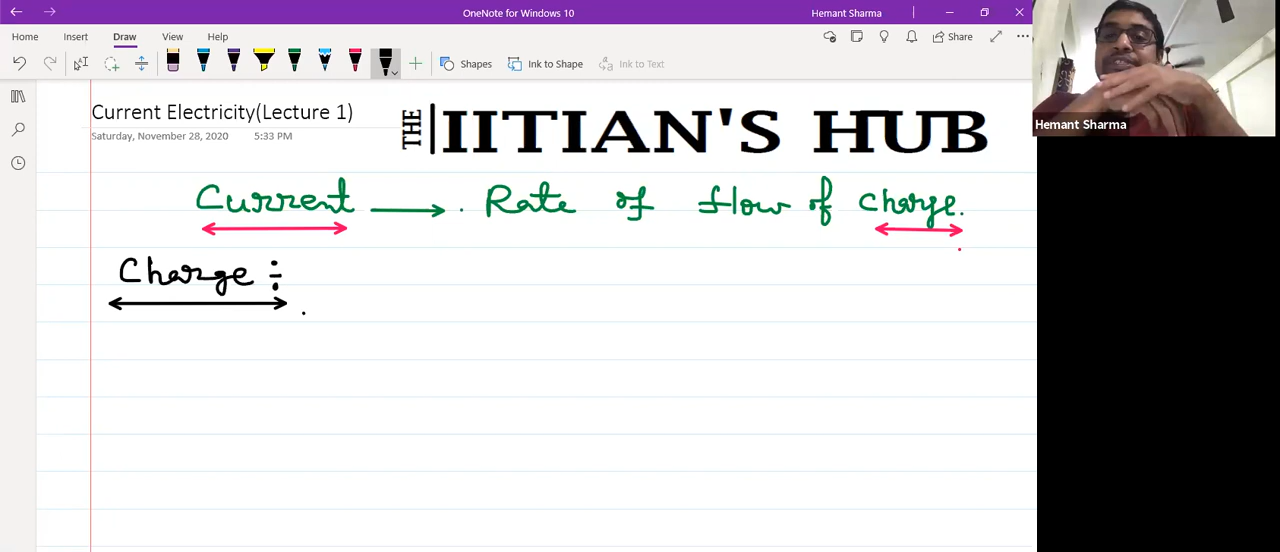 OneNote for Windows 10
Hemant Sharma
Home Insert Draw View Help
Share
Shapes Ink to Shape Ink to Text
Current Electricity(Lecture 1)
Saturday, November 28, 2020 5:33 PM
THE IITIAN'S HUB
Hemant Sharma
Current → Rate of flow of charge.
Charge :-